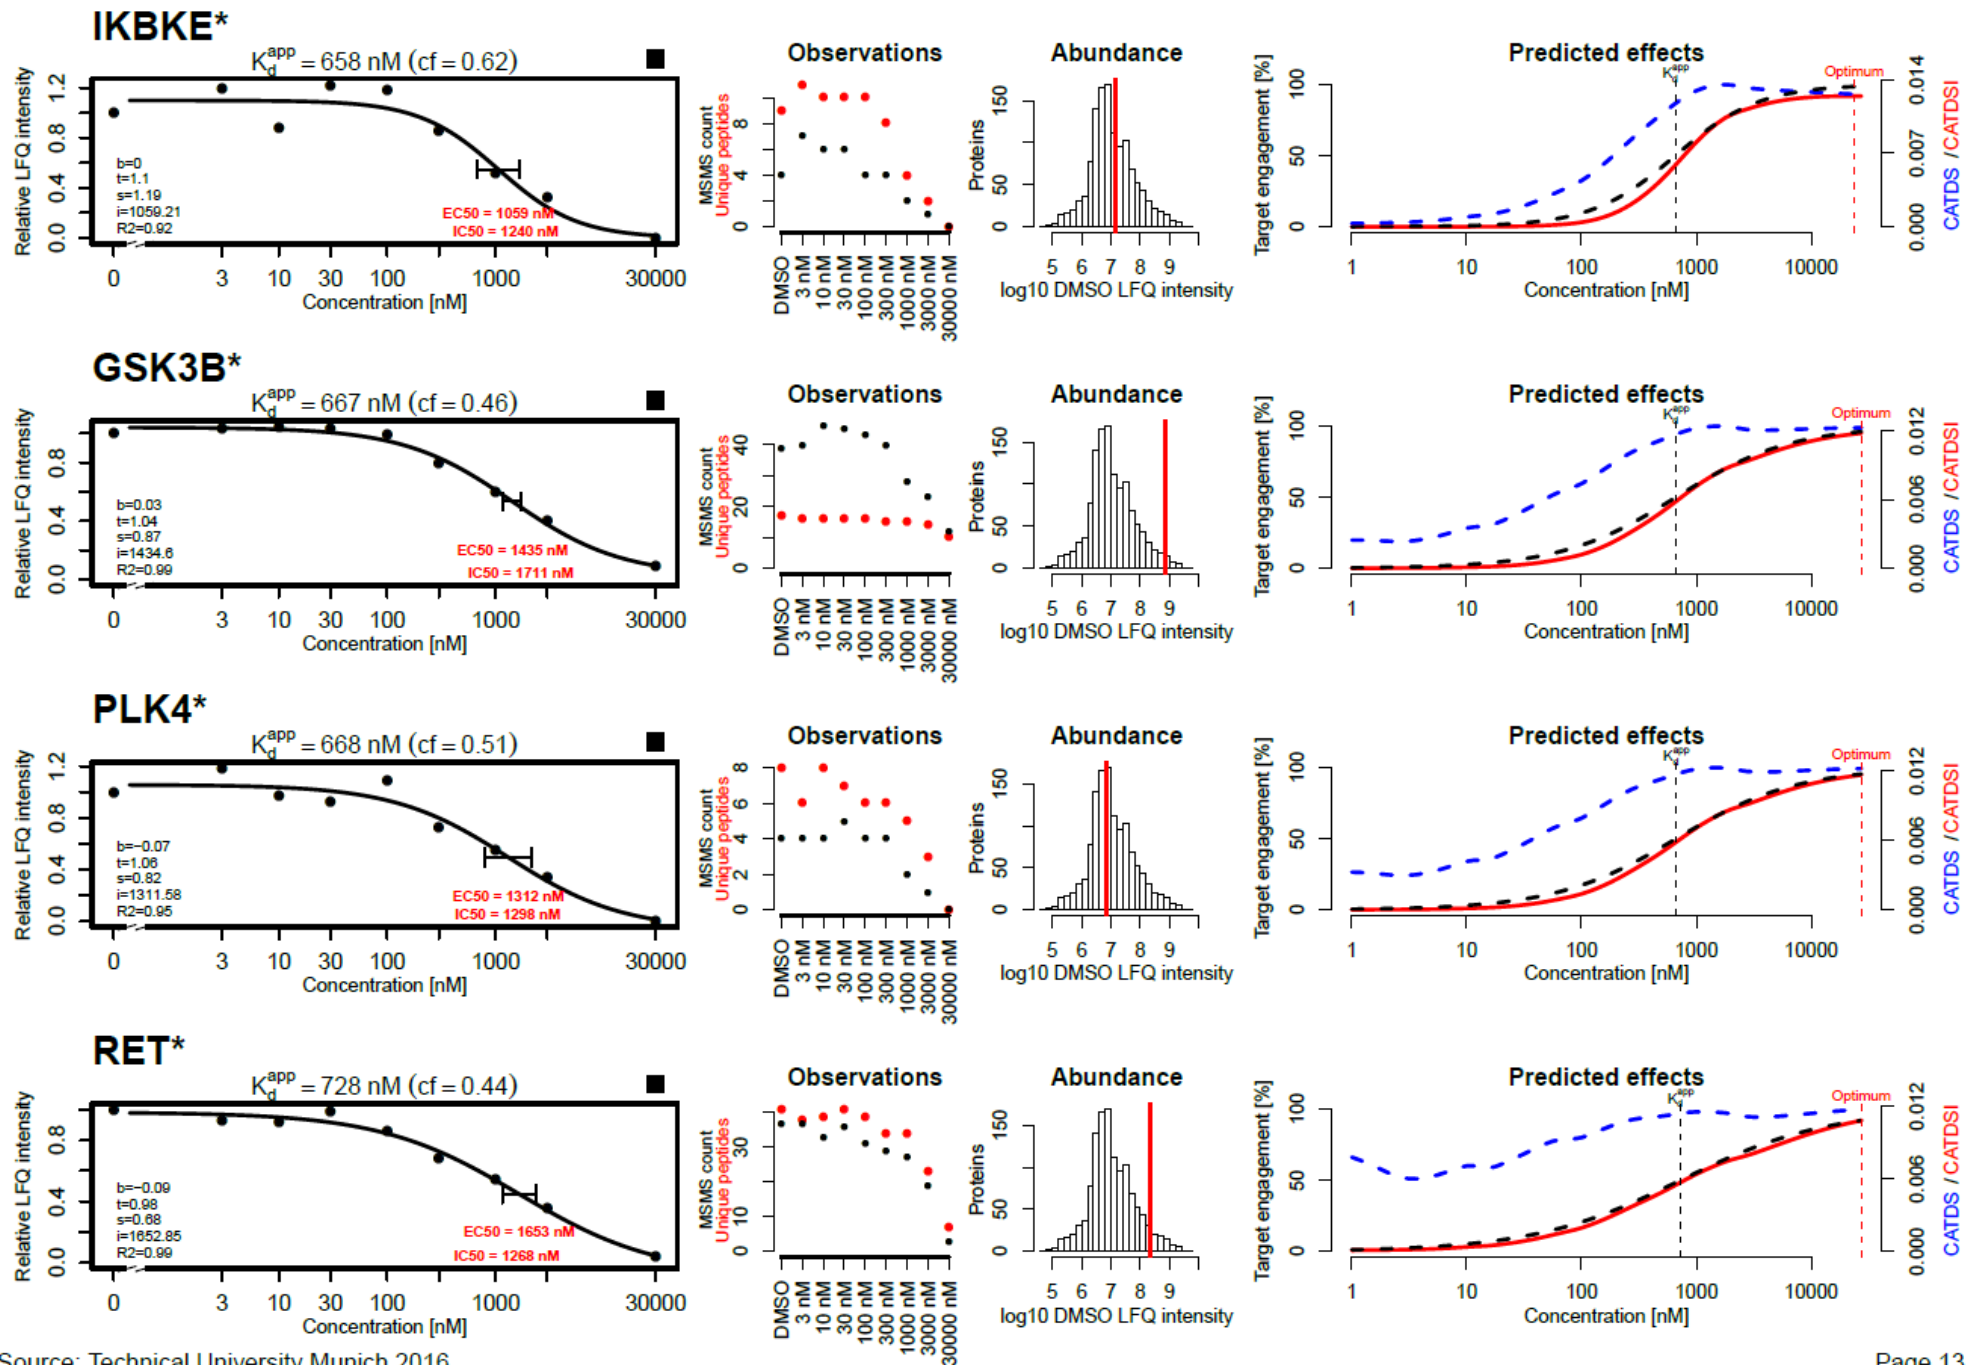 IKBKE*
K_d^app = 658 nM (cf = 0.62)
Relative LFQ intensity
0.0 0.4 0.8 1.2
b=0
t=1.1
s=1.19
i=1059.21
R2=0.92
EC50 = 1059 nM
IC50 = 1240 nM
0 3 10 30 100 1000 30000
Concentration [nM]
Observations
MSMS count
Unique peptides
0 4 8
DMSO
3 nM
10 nM
30 nM
100 nM
300 nM
1000 nM
3000 nM
30000 nM
Abundance
Proteins
0 50 150
5 6 7 8 9
log10 DMSO LFQ intensity
Predicted effects
K_d^app
Optimum
Target engagement [%]
0 50 100
0.000 0.007 0.014
CATDS / CATDSI
1 10 100 1000 10000
Concentration [nM]
GSK3B*
K_d^app = 667 nM (cf = 0.46)
Relative LFQ intensity
0.0 0.4 0.8
b=0.03
t=1.04
s=0.87
i=1434.6
R2=0.99
EC50 = 1435 nM
IC50 = 1711 nM
0 3 10 30 100 1000 30000
Concentration [nM]
Observations
MSMS count
Unique peptides
0 20 40
DMSO
3 nM
10 nM
30 nM
100 nM
300 nM
1000 nM
3000 nM
30000 nM
Abundance
Proteins
0 50 150
5 6 7 8 9
log10 DMSO LFQ intensity
Predicted effects
K_d^app
Optimum
Target engagement [%]
0 50 100
0.000 0.006 0.012
CATDS / CATDSI
1 10 100 1000 10000
Concentration [nM]
PLK4*
K_d^app = 668 nM (cf = 0.51)
Relative LFQ intensity
0.0 0.4 0.8 1.2
b=−0.07
t=1.06
s=0.82
i=1311.58
R2=0.95
EC50 = 1312 nM
IC50 = 1298 nM
0 3 10 30 100 1000 30000
Concentration [nM]
Observations
MSMS count
Unique peptides
0 2 4 6 8
DMSO
3 nM
10 nM
30 nM
100 nM
300 nM
1000 nM
3000 nM
30000 nM
Abundance
Proteins
0 50 150
5 6 7 8 9
log10 DMSO LFQ intensity
Predicted effects
K_d^app
Optimum
Target engagement [%]
0 50 100
0.000 0.006 0.012
CATDS / CATDSI
1 10 100 1000 10000
Concentration [nM]
RET*
K_d^app = 728 nM (cf = 0.44)
Relative LFQ intensity
0.0 0.4 0.8
b=−0.09
t=0.98
s=0.68
i=1652.85
R2=0.99
EC50 = 1653 nM
IC50 = 1268 nM
0 3 10 30 100 1000 30000
Concentration [nM]
Observations
MSMS count
Unique peptides
0 10 30
DMSO
3 nM
10 nM
30 nM
100 nM
300 nM
1000 nM
3000 nM
30000 nM
Abundance
Proteins
0 50 150
5 6 7 8 9
log10 DMSO LFQ intensity
Predicted effects
K_d^app
Optimum
Target engagement [%]
0 50 100
0.000 0.006 0.012
CATDS / CATDSI
1 10 100 1000 10000
Concentration [nM]
Source: Technical University Munich 2016
Page 13